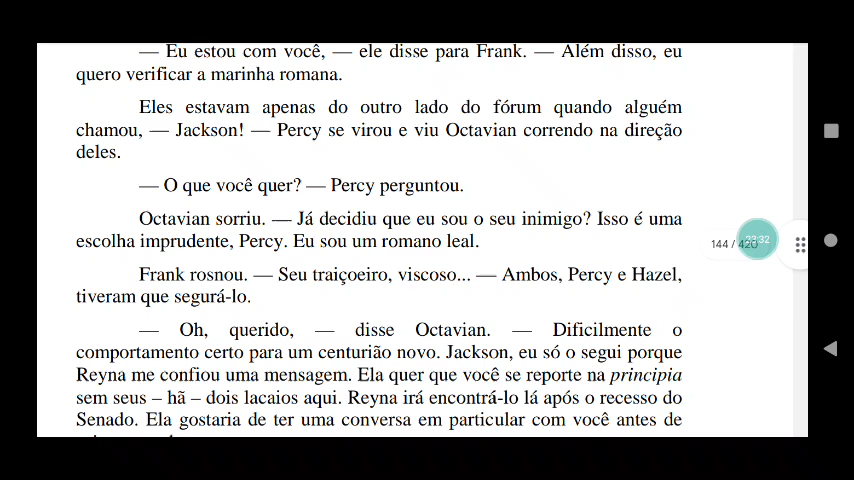 — Eu estou com você, — ele disse para Frank. — Além disso, eu
quero verificar a marinha romana.
Eles estavam apenas do outro lado do fórum quando alguém
chamou, — Jackson! — Percy se virou e viu Octavian correndo na direção
deles.
— O que você quer? — Percy perguntou.
Octavian sorriu. — Já decidiu que eu sou o seu inimigo? Isso é uma
escolha imprudente, Percy. Eu sou um romano leal.
Frank rosnou. — Seu traiçoeiro, viscoso... — Ambos, Percy e Hazel,
tiveram que segurá-lo.
— Oh, querido, — disse Octavian. — Dificilmente o
comportamento certo para um centurião novo. Jackson, eu só o segui porque
Reyna me confiou uma mensagem. Ela quer que você se reporte na principia
sem seus – hã – dois lacaios aqui. Reyna irá encontrá-lo lá após o recesso do
Senado. Ela gostaria de ter uma conversa em particular com você antes de
144 / 420
23:32